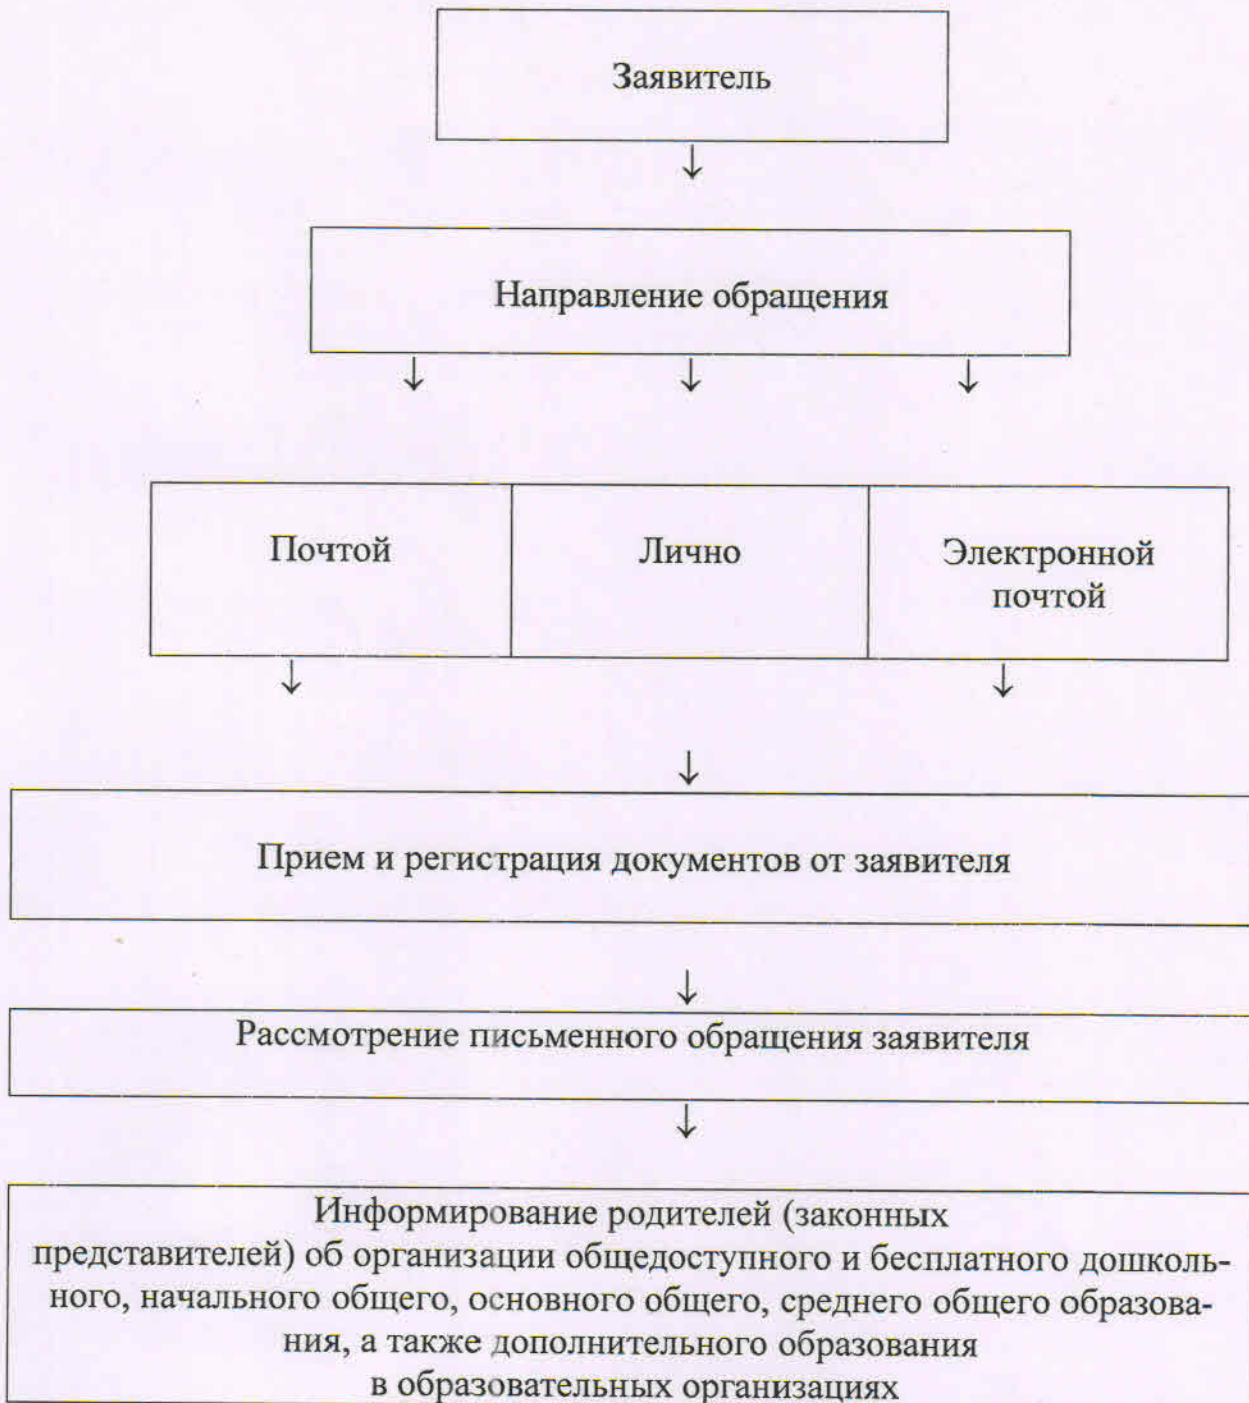 Заявитель
↓
Направление обращения
↓ ↓ ↓
Почтой Лично Электронной
почтой
↓ ↓
↓
Прием и регистрация документов от заявителя
↓
Рассмотрение письменного обращения заявителя
↓
Информирование родителей (законных
представителей) об организации общедоступного и бесплатного дошколь-
ного, начального общего, основного общего, среднего общего образова-
ния, а также дополнительного образования
в образовательных организациях